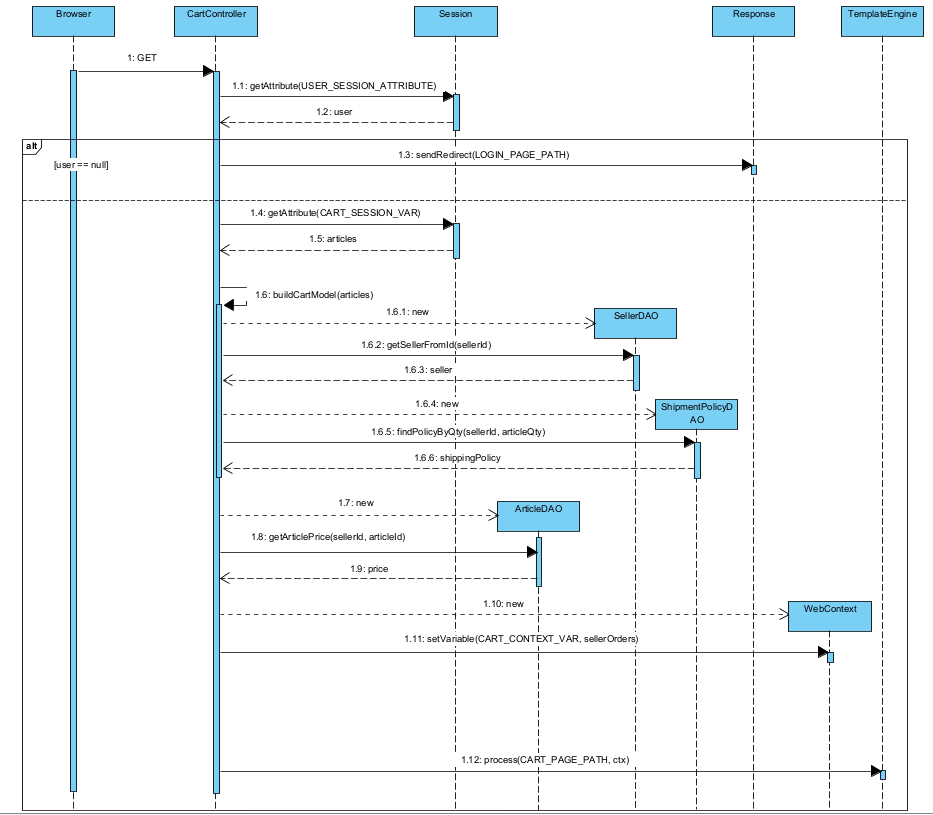 Browser
CartController
Session
Response
TemplateEngine
1: GET
1.1: getAttribute(USER_SESSION_ATTRIBUTE)
1.2: user
alt
[user == null]
1.3: sendRedirect(LOGIN_PAGE_PATH)
1.4: getAttribute(CART_SESSION_VAR)
1.5: articles
1.6: buildCartModel(articles)
1.6.1: new
SellerDAO
1.6.2: getSellerFromId(sellerId)
1.6.3: seller
1.6.4: new
ShipmentPolicyD
AO
1.6.5: findPolicyByQty(sellerId, articleQty)
1.6.6: shippingPolicy
1.7: new
ArticleDAO
1.8: getArticlePrice(sellerId, articleId)
1.9: price
1.10: new
WebContext
1.11: setVariable(CART_CONTEXT_VAR, sellerOrders)
1.12: process(CART_PAGE_PATH, ctx)